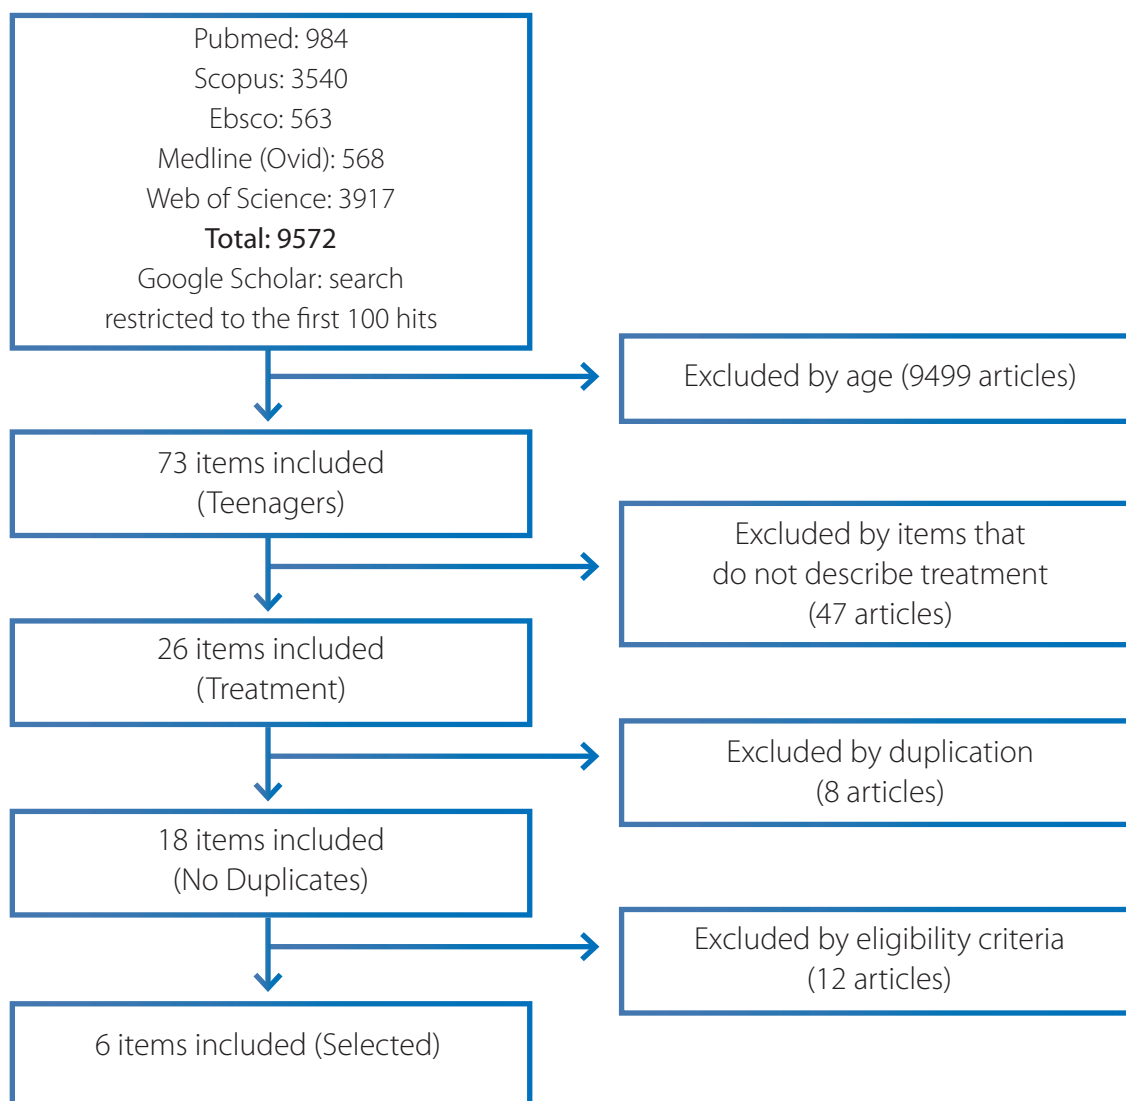 Pubmed: 984
Scopus: 3540
Ebsco: 563
Medline (Ovid): 568
Web of Science: 3917
Total: 9572
Google Scholar: search
restricted to the first 100 hits
Excluded by age (9499 articles)
73 items included
(Teenagers)
Excluded by items that
do not describe treatment
(47 articles)
26 items included
(Treatment)
Excluded by duplication
(8 articles)
18 items included
(No Duplicates)
Excluded by eligibility criteria
(12 articles)
6 items included (Selected)